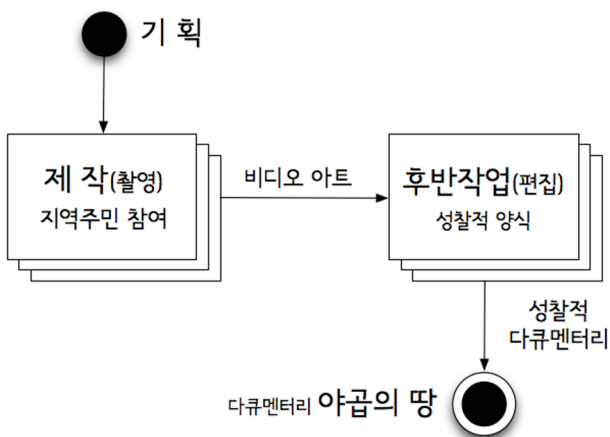 기 획
제 작(촬영)
지역주민 참여
비디오 아트
후반작업(편집)
성찰적 양식
성찰적
다큐멘터리
다큐멘터리 야곱의 땅